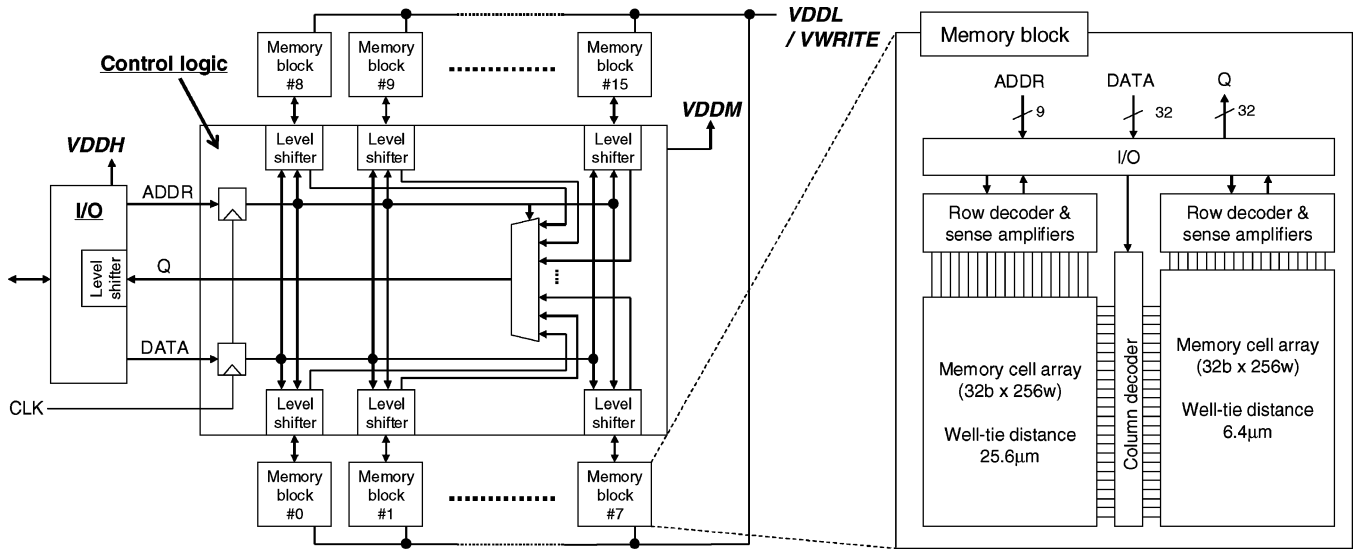 VDDL
/ VWRITE
Control logic
Memory
block
#8
Memory
block
#9
Memory
block
#15
VDDM
VDDH
Level
shifter
Level
shifter
Level
shifter
I/O
ADDR
Level
shifter
Q
DATA
CLK
Level
shifter
Level
shifter
Level
shifter
Memory
block
#0
Memory
block
#1
Memory
block
#7
Memory block
ADDR
DATA
Q
9
32
32
I/O
Row decoder &
sense amplifiers
Row decoder &
sense amplifiers
Memory cell array
(32b x 256w)
Well-tie distance
25.6μm
Column decoder
Memory cell array
(32b x 256w)
Well-tie distance
6.4μm